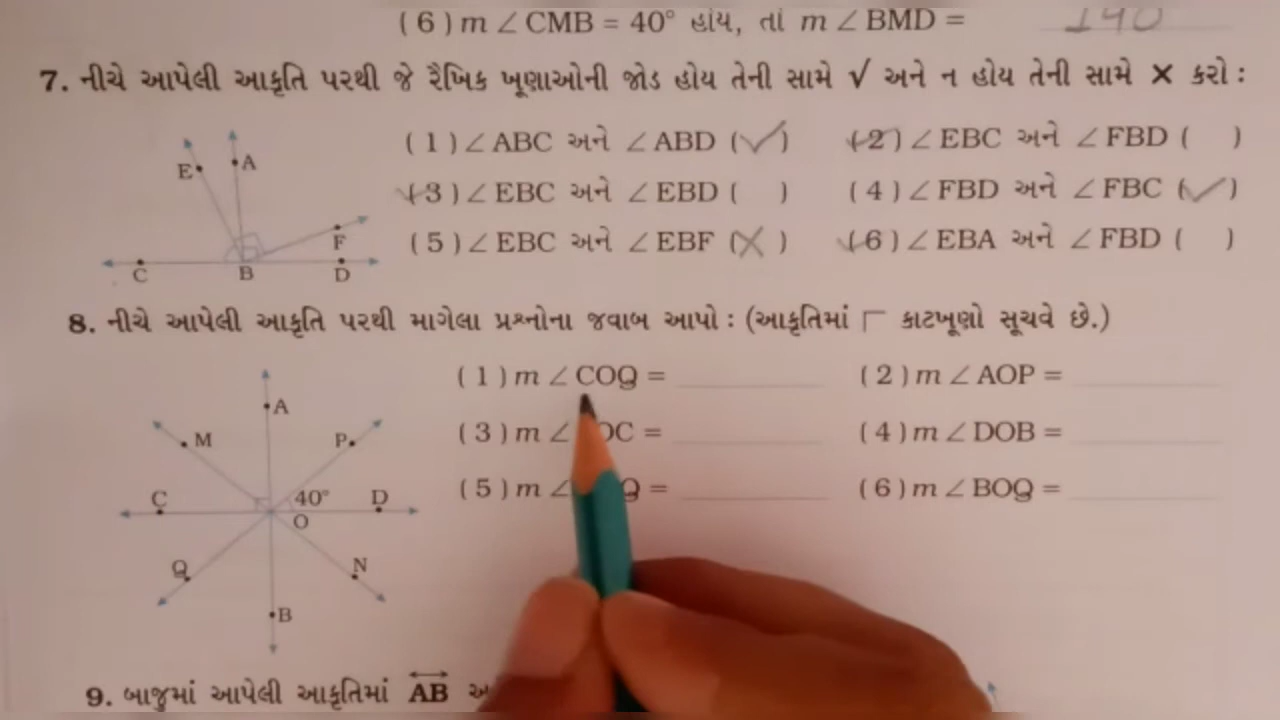 (6) m ∠CMB = 40° હોય, તો m ∠BMD = 140
7. નીચે આપેલી આકૃતિ પરથી જે રૈખિક ખૂણાઓની જોડ હોય તેની સામે √ અને ન હોય તેની સામે × કરો :
(1) ∠ABC અને ∠ABD (✓) (2) ∠EBC અને ∠FBD ( )
(3) ∠EBC અને ∠EBD ( ) (4) ∠FBD અને ∠FBC (✓)
(5) ∠EBC અને ∠EBF (×) (6) ∠EBA અને ∠FBD ( )
E A F C B D
8. નીચે આપેલી આકૃતિ પરથી માગેલા પ્રશ્નોના જવાબ આપો : (આકૃતિમાં ┌ કાટખૂણો સૂચવે છે.)
(1) m ∠COQ = (2) m ∠AOP =
(3) m ∠ OC = (4) m ∠DOB =
(5) m ∠ Q = (6) m ∠BOQ =
A
M P
C 40° D
O
Q N
B
9. બાજુમાં આપેલી આકૃતિમાં AB